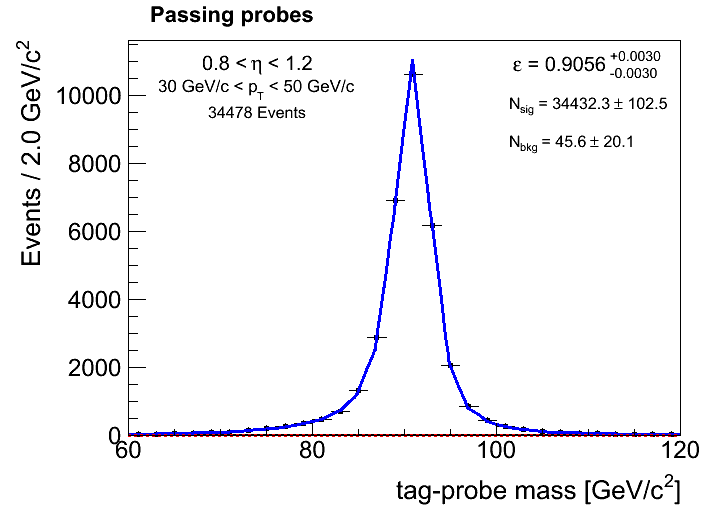 Passing probes
0.8 < η < 1.2
30 GeV/c < p_T < 50 GeV/c
34478 Events
ε = 0.9056 +0.0030 -0.0030
N_sig = 34432.3 ± 102.5
N_bkg = 45.6 ± 20.1
Events / 2.0 GeV/c²
10000
8000
6000
4000
2000
0
60 80 100 120
tag-probe mass [GeV/c²]